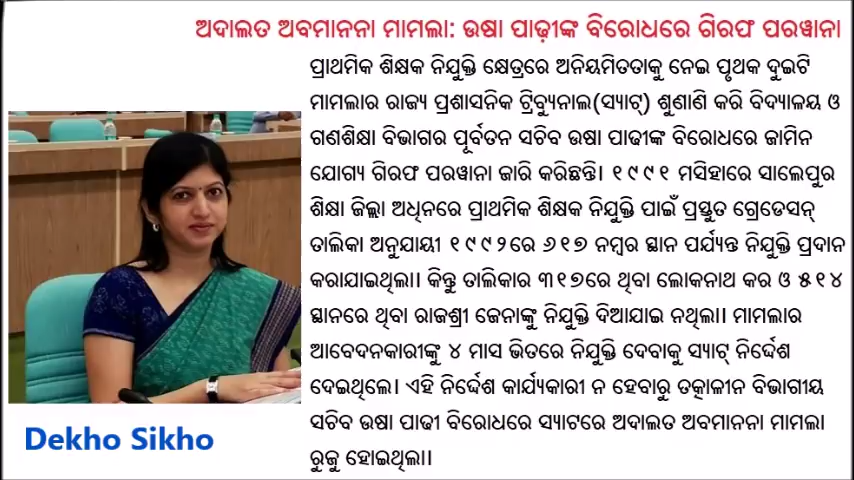 ଅଦାଲତ ଅବମାନନା ମାମଲା: ଉଷା ପାଢ଼ୀଙ୍କ ବିରୋଧରେ ଗିରଫ ପରୱାନା
ପ୍ରାଥମିକ ଶିକ୍ଷକ ନିଯୁକ୍ତି କ୍ଷେତ୍ରରେ ଅନିୟମିତତାକୁ ନେଇ ପୃଥକ ଦୁଇଟି
ମାମଲାର ରାଜ୍ୟ ପ୍ରଶାସନିକ ଟ୍ରିବ୍ୟୁନାଲ(ସ୍ୟାଟ୍) ଶୁଣାଣି କରି ବିଦ୍ୟାଳୟ ଓ
ଗଣଶିକ୍ଷା ବିଭାଗର ପୂର୍ବତନ ସଚିବ ଉଷା ପାଢୀଙ୍କ ବିରୋଧରେ ଜାମିନ
ଯୋଗ୍ୟ ଗିରଫ ପରୱାନା ଜାରି କରିଛନ୍ତି। ୧୯୯୧ ମସିହାରେ ସାଲେପୁର
ଶିକ୍ଷା ଜିଲ୍ଲା ଅଧିନରେ ପ୍ରାଥମିକ ଶିକ୍ଷକ ନିଯୁକ୍ତି ପାଇଁ ପ୍ରସ୍ତୁତ ଗ୍ରେଡେସନ୍
ତାଲିକା ଅନୁଯାୟୀ ୧୯୯୨ରେ ୬୧୭ ନମ୍ବର ସ୍ଥାନ ପର୍ଯ୍ୟନ୍ତ ନିଯୁକ୍ତି ପ୍ରଦାନ
କରାଯାଇଥିଲା। କିନ୍ତୁ ତାଲିକାର ୩୧୭ରେ ଥିବା ଲୋକନାଥ କର ଓ ୫୧୪
ସ୍ଥାନରେ ଥିବା ରାଜଶ୍ରୀ ଜେନାଙ୍କୁ ନିଯୁକ୍ତି ଦିଆଯାଇ ନଥିଲା। ମାମଲାର
ଆବେଦନକାରୀଙ୍କୁ ୪ ମାସ ଭିତରେ ନିଯୁକ୍ତି ଦେବାକୁ ସ୍ୟାଟ୍ ନିର୍ଦ୍ଦେଶ
ଦେଇଥିଲେ। ଏହି ନିର୍ଦ୍ଦେଶ କାର୍ଯ୍ୟକାରୀ ନ ହେବାରୁ ତତ୍କାଳୀନ ବିଭାଗୀୟ
ସଚିବ ଉଷା ପାଢୀ ବିରୋଧରେ ସ୍ୟାଟରେ ଅଦାଲତ ଅବମାନନା ମାମଲା
ରୁଜୁ ହୋଇଥିଲା।
Dekho Sikho